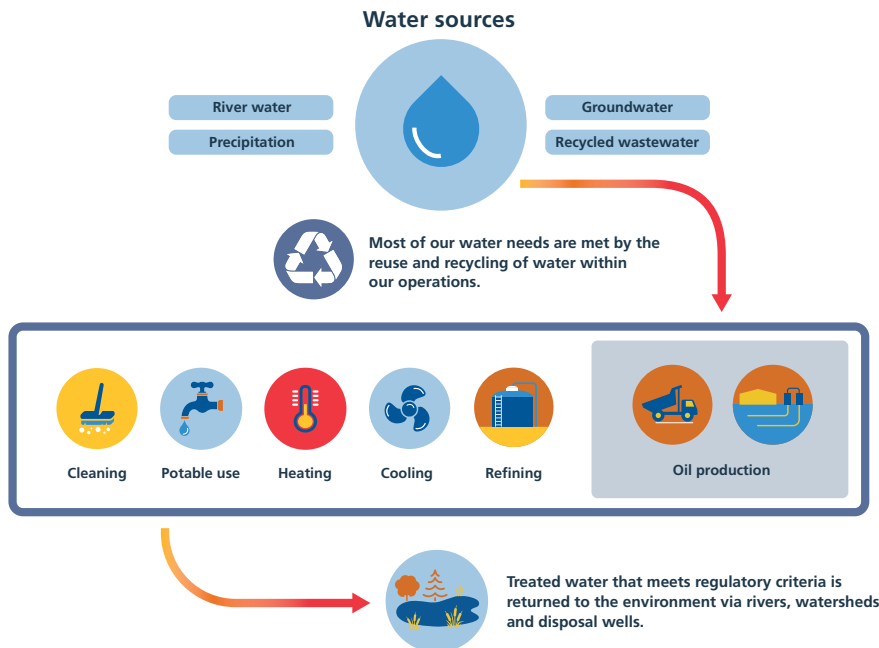 Water sources
River water
Groundwater
Precipitation
Recycled wastewater
Most of our water needs are met by the
reuse and recycling of water within
our operations.
Cleaning
Potable use
Heating
Cooling
Refining
Oil production
Treated water that meets regulatory criteria is
returned to the environment via rivers, watersheds
and disposal wells.